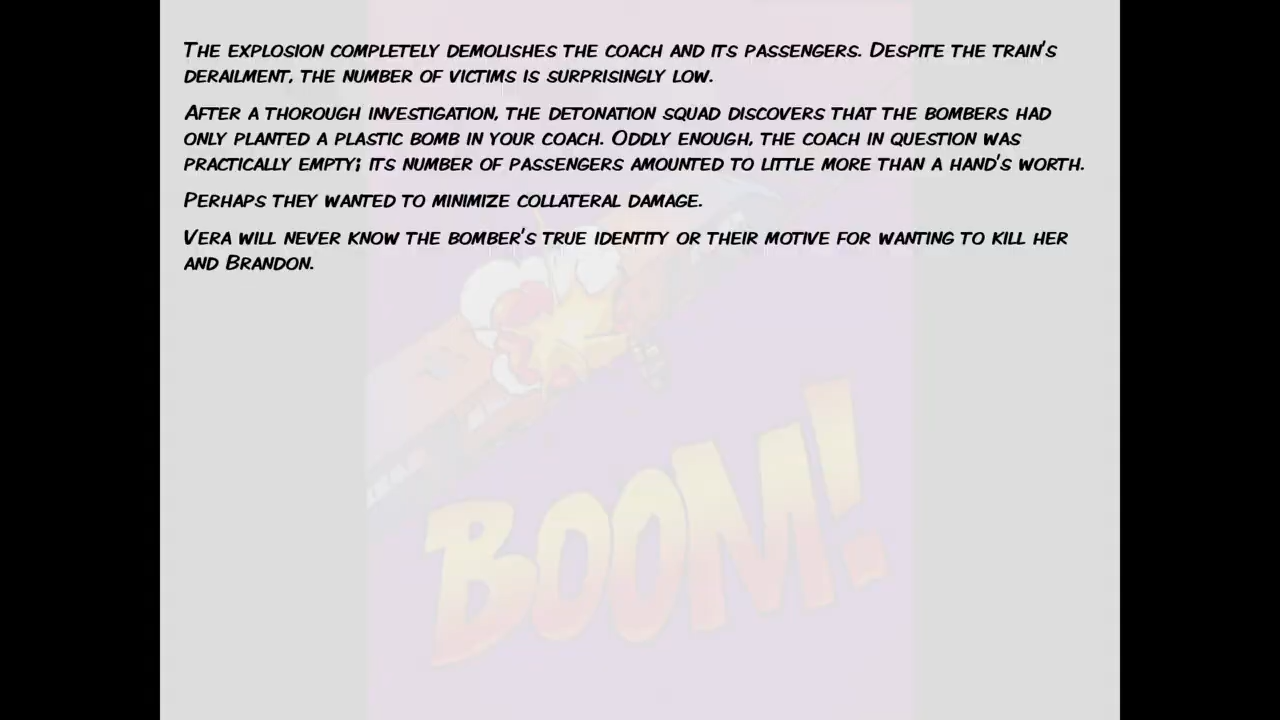 The explosion completely demolishes the coach and its passengers. Despite the train's
derailment, the number of victims is surprisingly low.
After a thorough investigation, the detonation squad discovers that the bombers had
only planted a plastic bomb in your coach. Oddly enough, the coach in question was
practically empty; its number of passengers amounted to little more than a hand's worth.
Perhaps they wanted to minimize collateral damage.
Vera will never know the bomber's true identity or their motive for wanting to kill her
and Brandon.
BOOM!